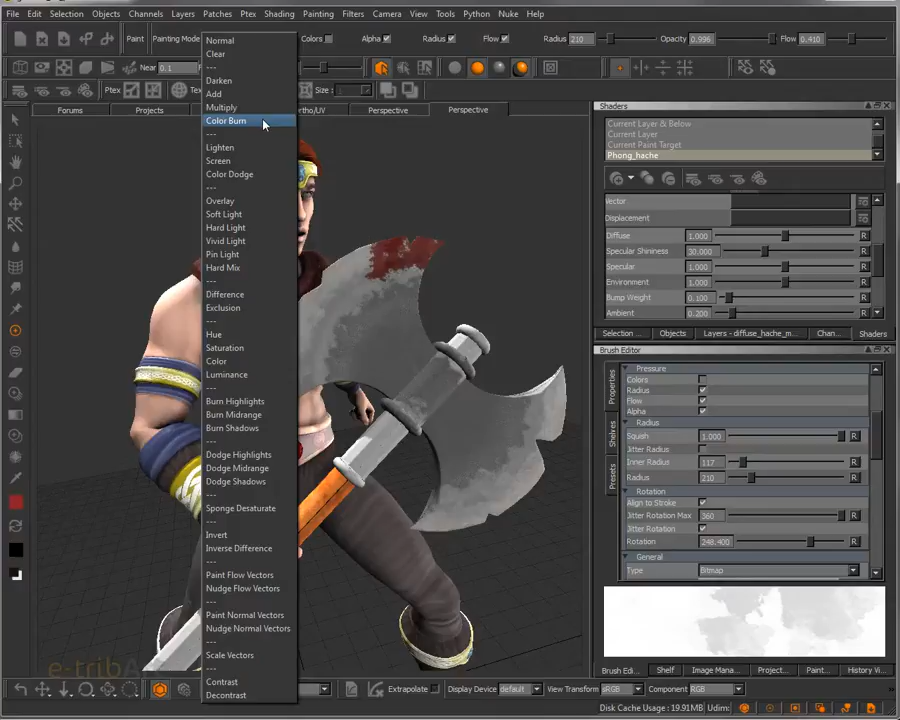 File Edit Selection Objects Channels Layers Patches Ptex Shading Painting Filters Camera View Tools Python Nuke Help
Paint Painting Mode Colors Alpha Radius Flow Radius 210 Opacity 0.996 Flow 0.410
Near 0.1
Ptex Size :
Forums Projects Ortho/UV Perspective Perspective
Normal
Clear
---
Darken
Add
Multiply
Color Burn
---
Lighten
Screen
Color Dodge
---
Overlay
Soft Light
Hard Light
Vivid Light
Pin Light
Hard Mix
---
Difference
Exclusion
---
Hue
Saturation
Color
Luminance
---
Burn Highlights
Burn Midrange
Burn Shadows
---
Dodge Highlights
Dodge Midrange
Dodge Shadows
---
Sponge Desaturate
---
Invert
Inverse Difference
---
Paint Flow Vectors
Nudge Flow Vectors
---
Paint Normal Vectors
Nudge Normal Vectors
---
Scale Vectors
---
Contrast
Decontrast
Shaders
Current Layer & Below
Current Layer
Current Paint Target
Phong_hache
Vector
Displacement
Diffuse 1.000
Specular Shininess 30.000
Specular 1.000
Environment 1.000
Bump Weight 0.100
Ambient 0.200
Selection ... Objects Layers - diffuse_hache_m... Chan... Shaders
Brush Editor
Properties
Shelves
Presets
Pressure
Colors
Radius
Flow
Alpha
Radius
Squish 1.000 R
Jitter Radius
Inner Radius 117 R
Radius 210 R
Rotation
Align to Stroke
Jitter Rotation Max 360 R
Jitter Rotation
Rotation 248.400 R
General
Type Bitmap
Brush Edi... Shelf Image Mana... Project... Paint... History Vi...
e-tribA
Extrapolate Display Device default View Transform sRGB Component RGB
Disk Cache Usage : 19.91MB Udim: